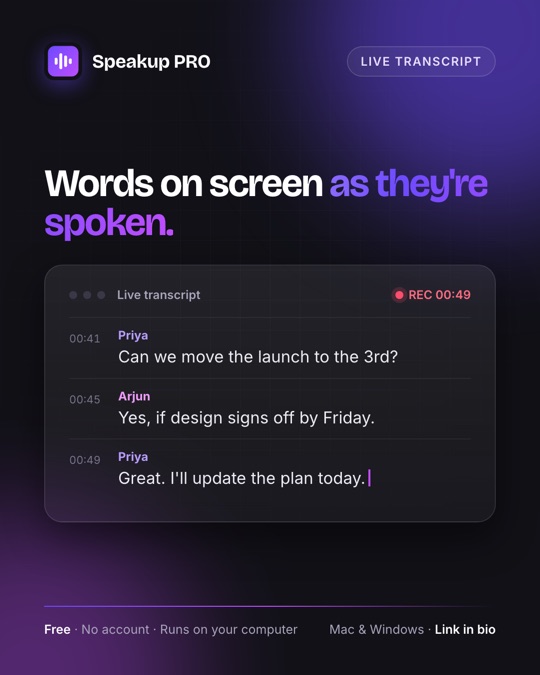 Speakup PRO
LIVE TRANSCRIPT
Words on screen as they're
spoken.
Live transcript
REC 00:49
00:41
Priya
Can we move the launch to the 3rd?
00:45
Arjun
Yes, if design signs off by Friday.
00:49
Priya
Great. I'll update the plan today.
Free · No account · Runs on your computer
Mac & Windows · Link in bio